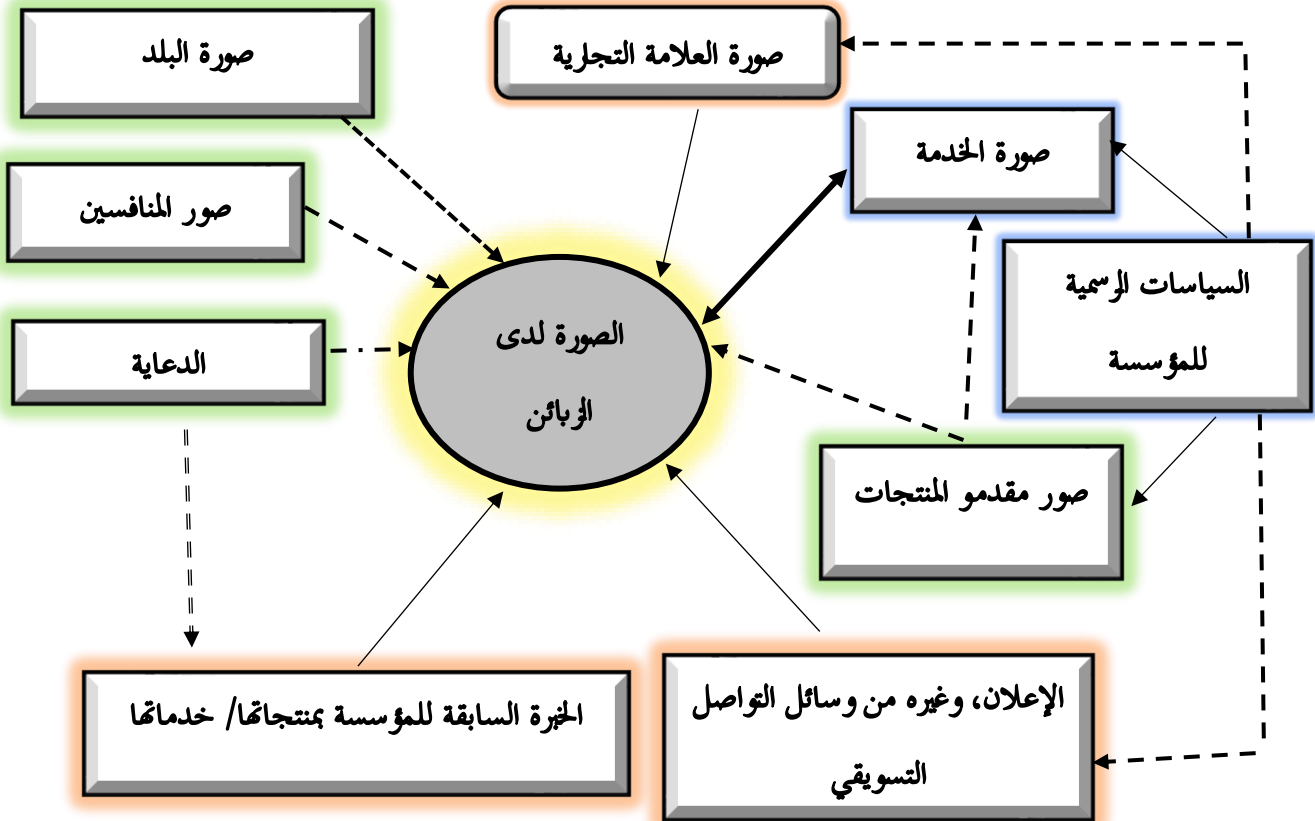 صورة البلد
صورة العلامة التجارية
صورة الخدمة
صور المنافسين
السياسات الرسمية
للمؤسسة
الصورة لدى
الزبائن
الدعاية
صور مقدمو المنتجات
الخبرة السابقة للمؤسسة بمنتجاتها/ خدماتها
الإعلان، وغيره من وسائل التواصل
التسويقي